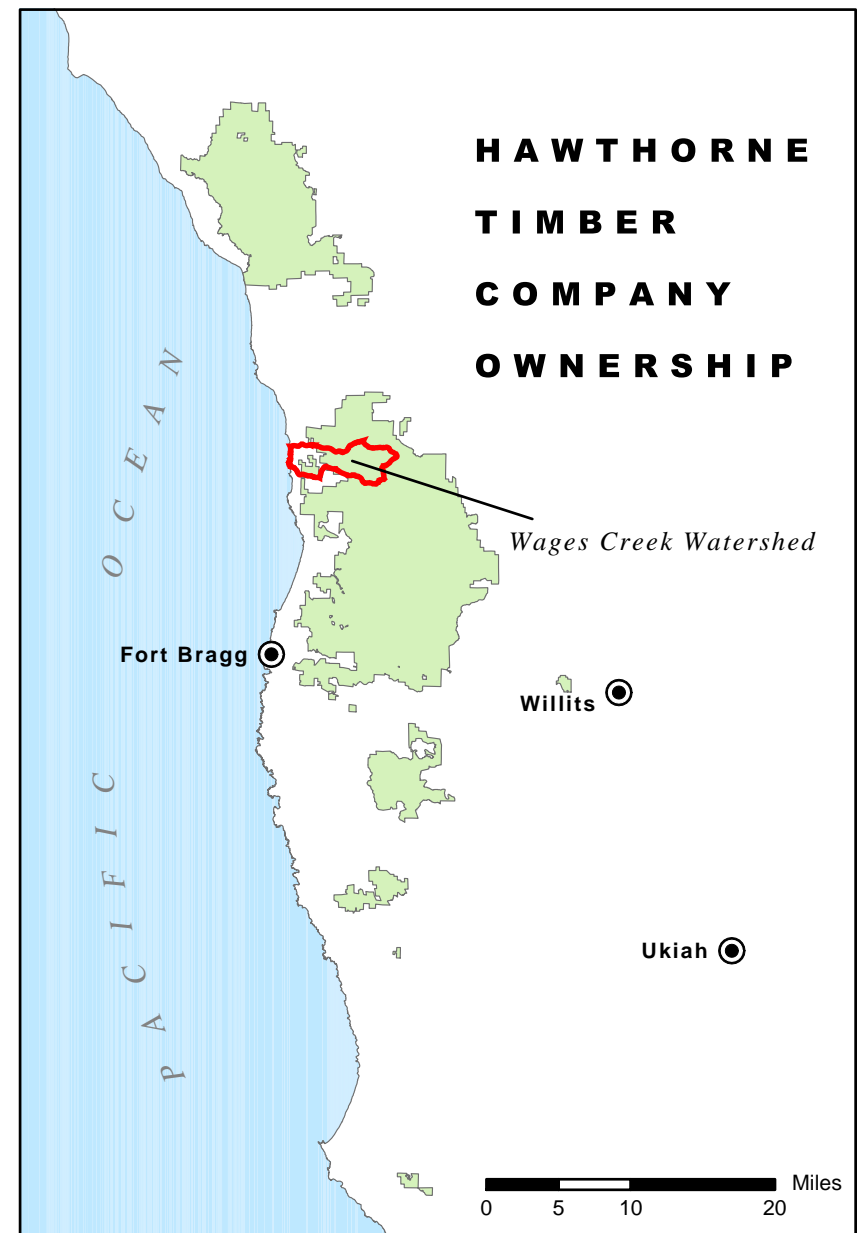 HAWTHORNE
TIMBER
COMPANY
OWNERSHIP
PACIFIC OCEAN
Wages Creek Watershed
Fort Bragg
Willits
Ukiah
Miles
0 5 10 20